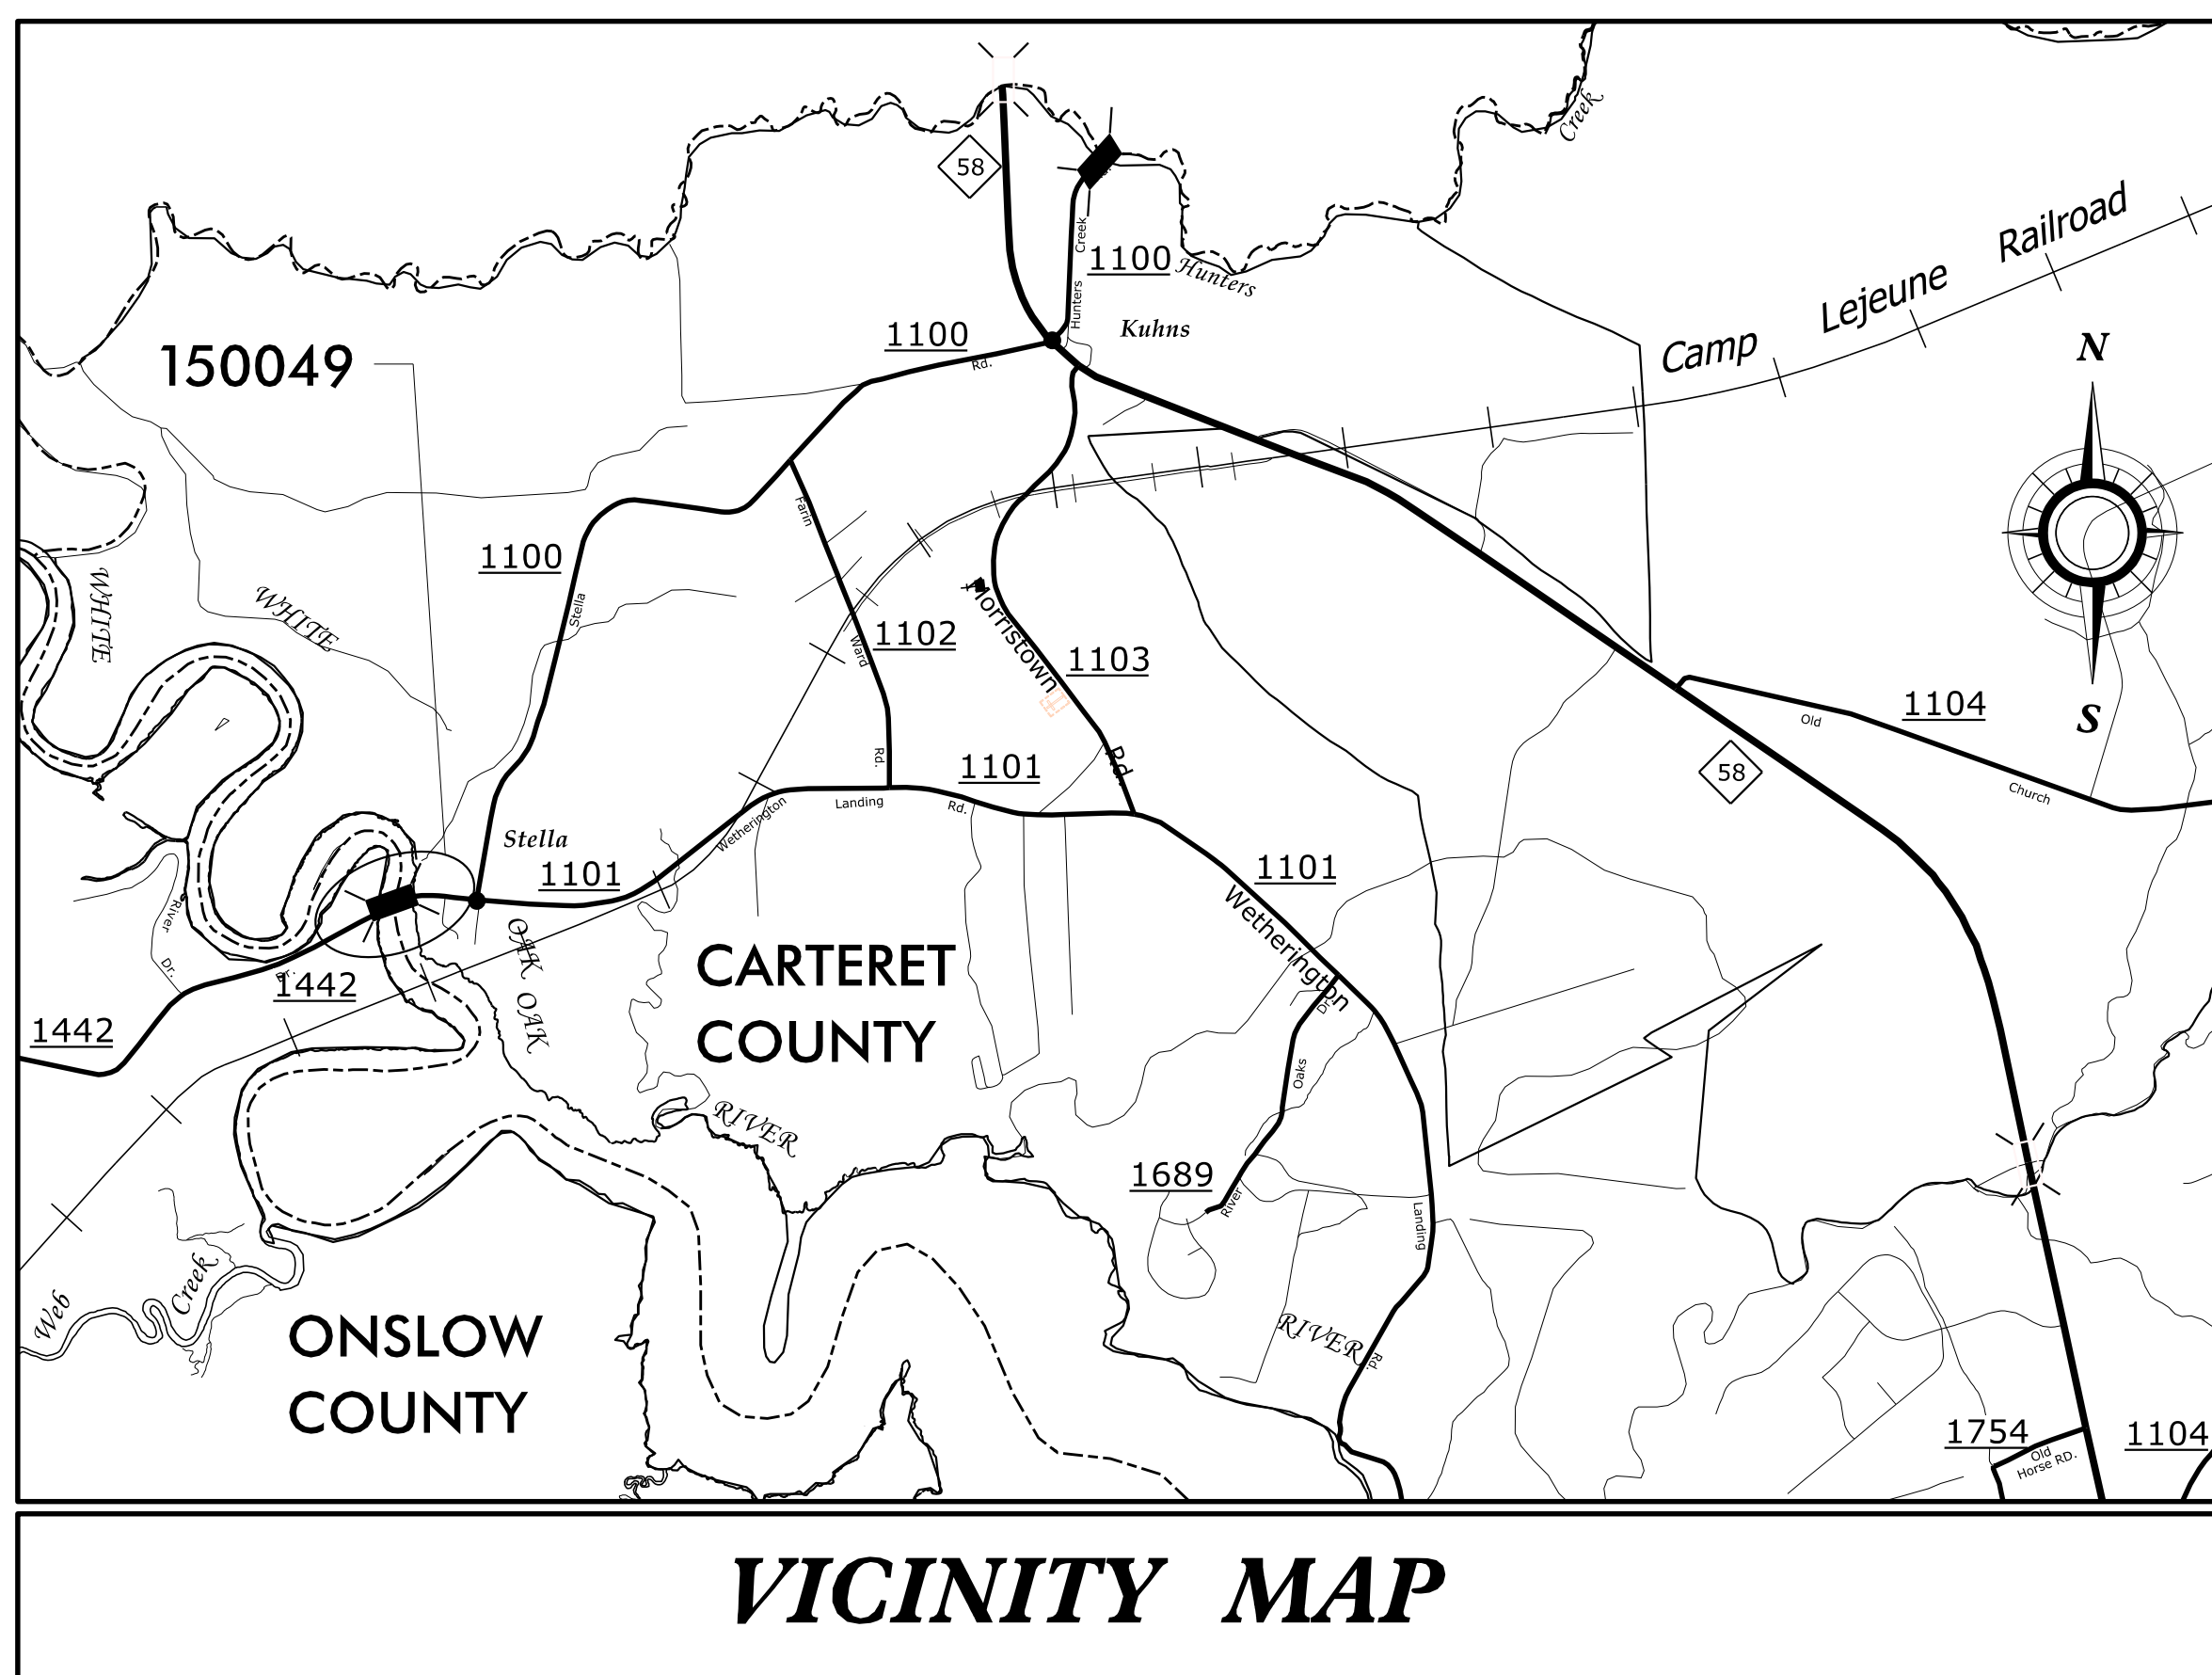 Creek
58
Railroad
Creek
1100
Hunters
Lejeune
Hunters
Kuhns
1100
Camp
N
150049
Rd.
Farin
1100
WHITE
WHITE
Stella
1102
Ward
Morristown
1103
1104
S
Old
58
Rd.
1101
Rd.
Landing
Rd.
Wetherington
Church
Stella
1101
1101
Wetherington
River
OAK
CARTERET
COUNTY
Dr.
Dr.
1442
OAK
Dr.
1442
Oaks
RIVER
1689
River
Landing
Web
Creek
RIVER
Rd.
ONSLOW
COUNTY
1754
1104
Old
Horse RD.
VICINITY MAP